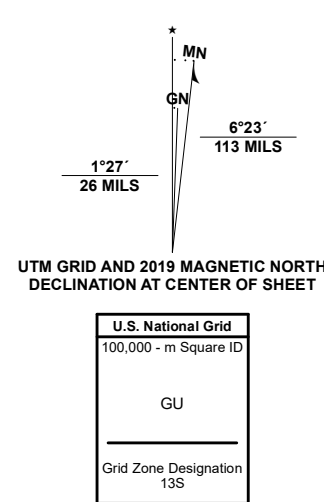 ★
MN
GN
6°23´
113 MILS
1°27´
26 MILS
UTM GRID AND 2019 MAGNETIC NORTH
DECLINATION AT CENTER OF SHEET
U.S. National Grid
100,000 - m Square ID
GU
Grid Zone Designation
13S